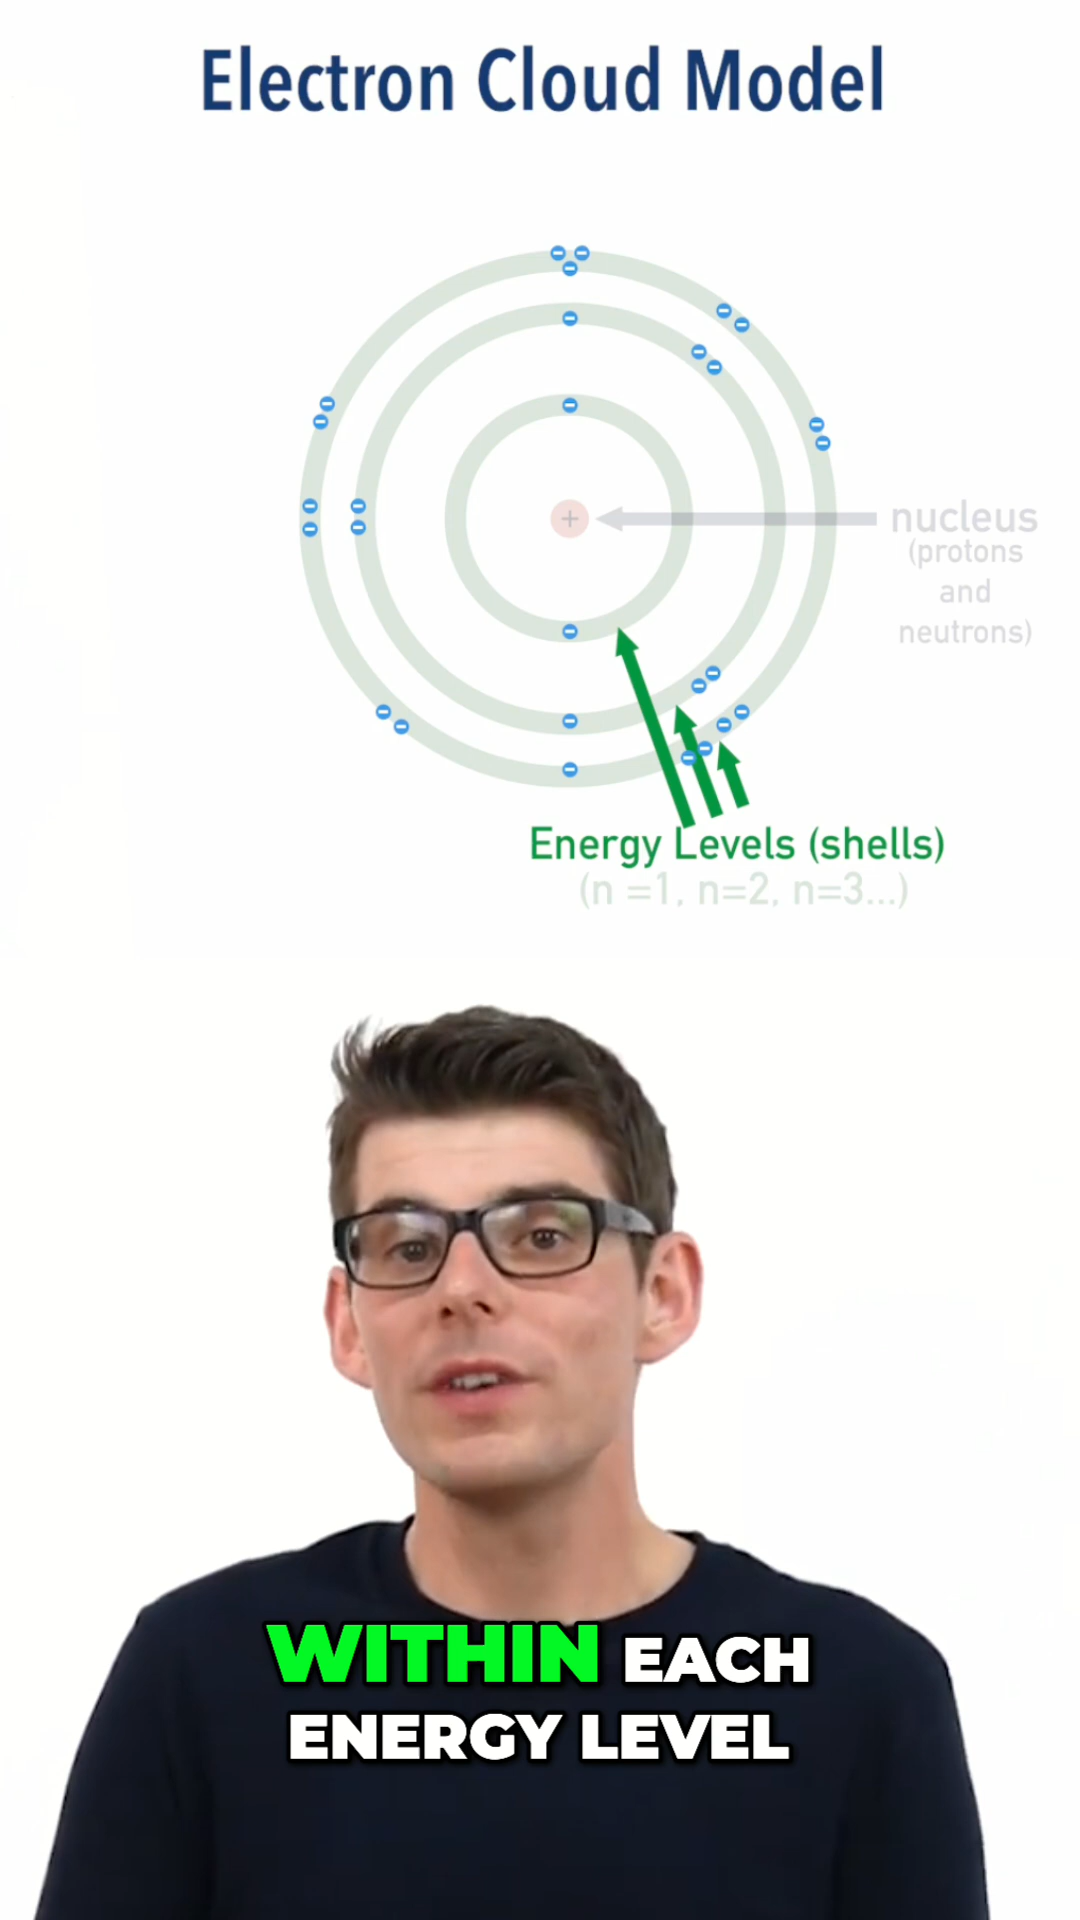 Electron Cloud Model
+
nucleus
(protons
and
neutrons)
Energy Levels (shells)
(n =1, n=2, n=3...)
WITHIN EACH
ENERGY LEVEL